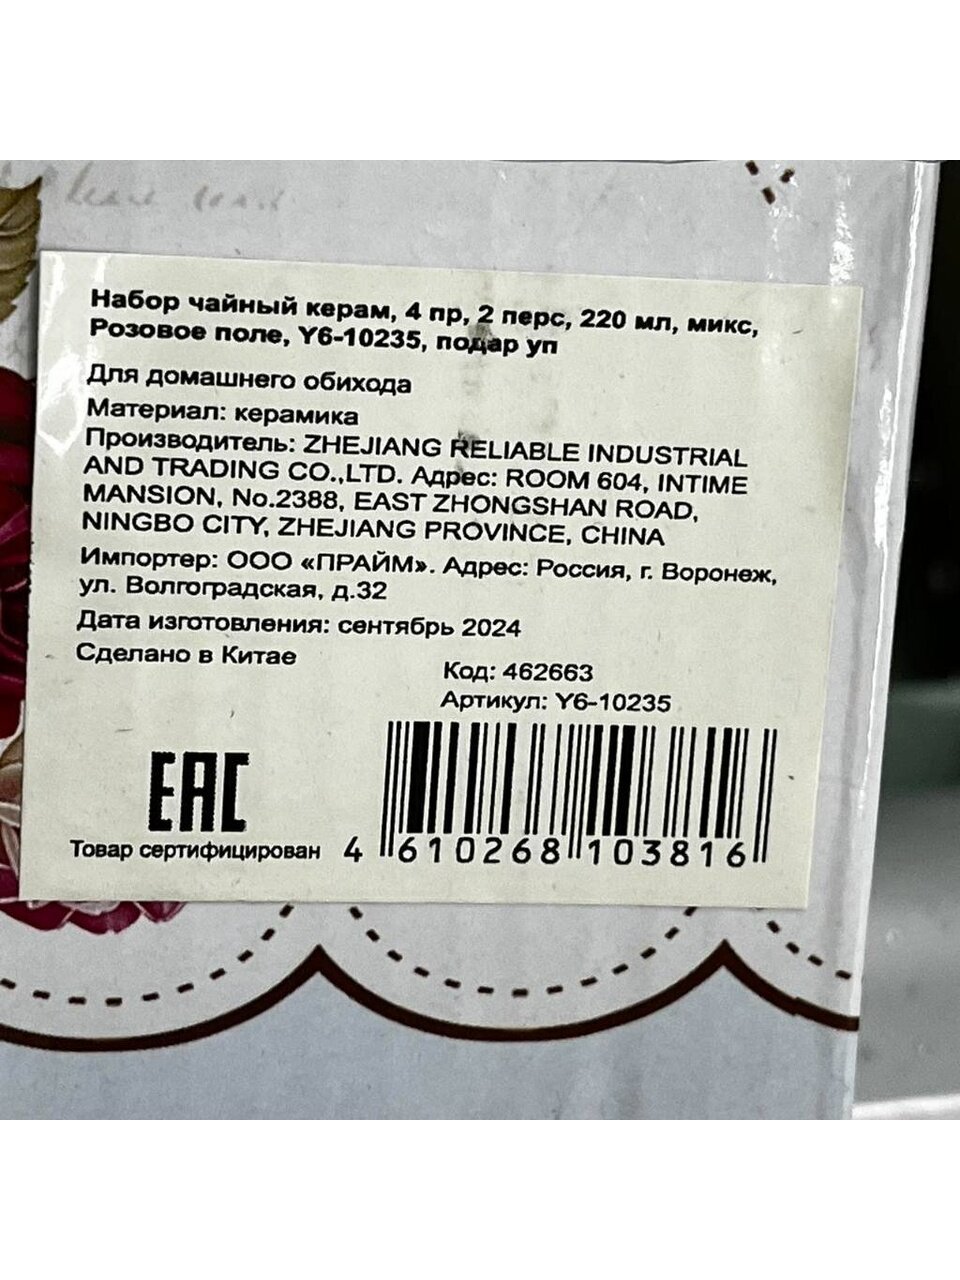 Набор чайный керам, 4 пр, 2 перс, 220 мл, микс,
Розовое поле, Y6-10235, подар уп
Для домашнего обихода
Материал: керамика
Производитель: ZHEJIANG RELIABLE INDUSTRIAL
AND TRADING CO.,LTD. Адрес: ROOM 604, INTIME
MANSION, No.2388, EAST ZHONGSHAN ROAD,
NINGBO CITY, ZHEJIANG PROVINCE, CHINA
Импортер: ООО «ПРАЙМ». Адрес: Россия, г. Воронеж,
ул. Волгоградская, д.32
Дата изготовления: сентябрь 2024
Сделано в Китае
Код: 462663
Артикул: Y6-10235
EAC
Товар сертифицирован
4 610268 103816